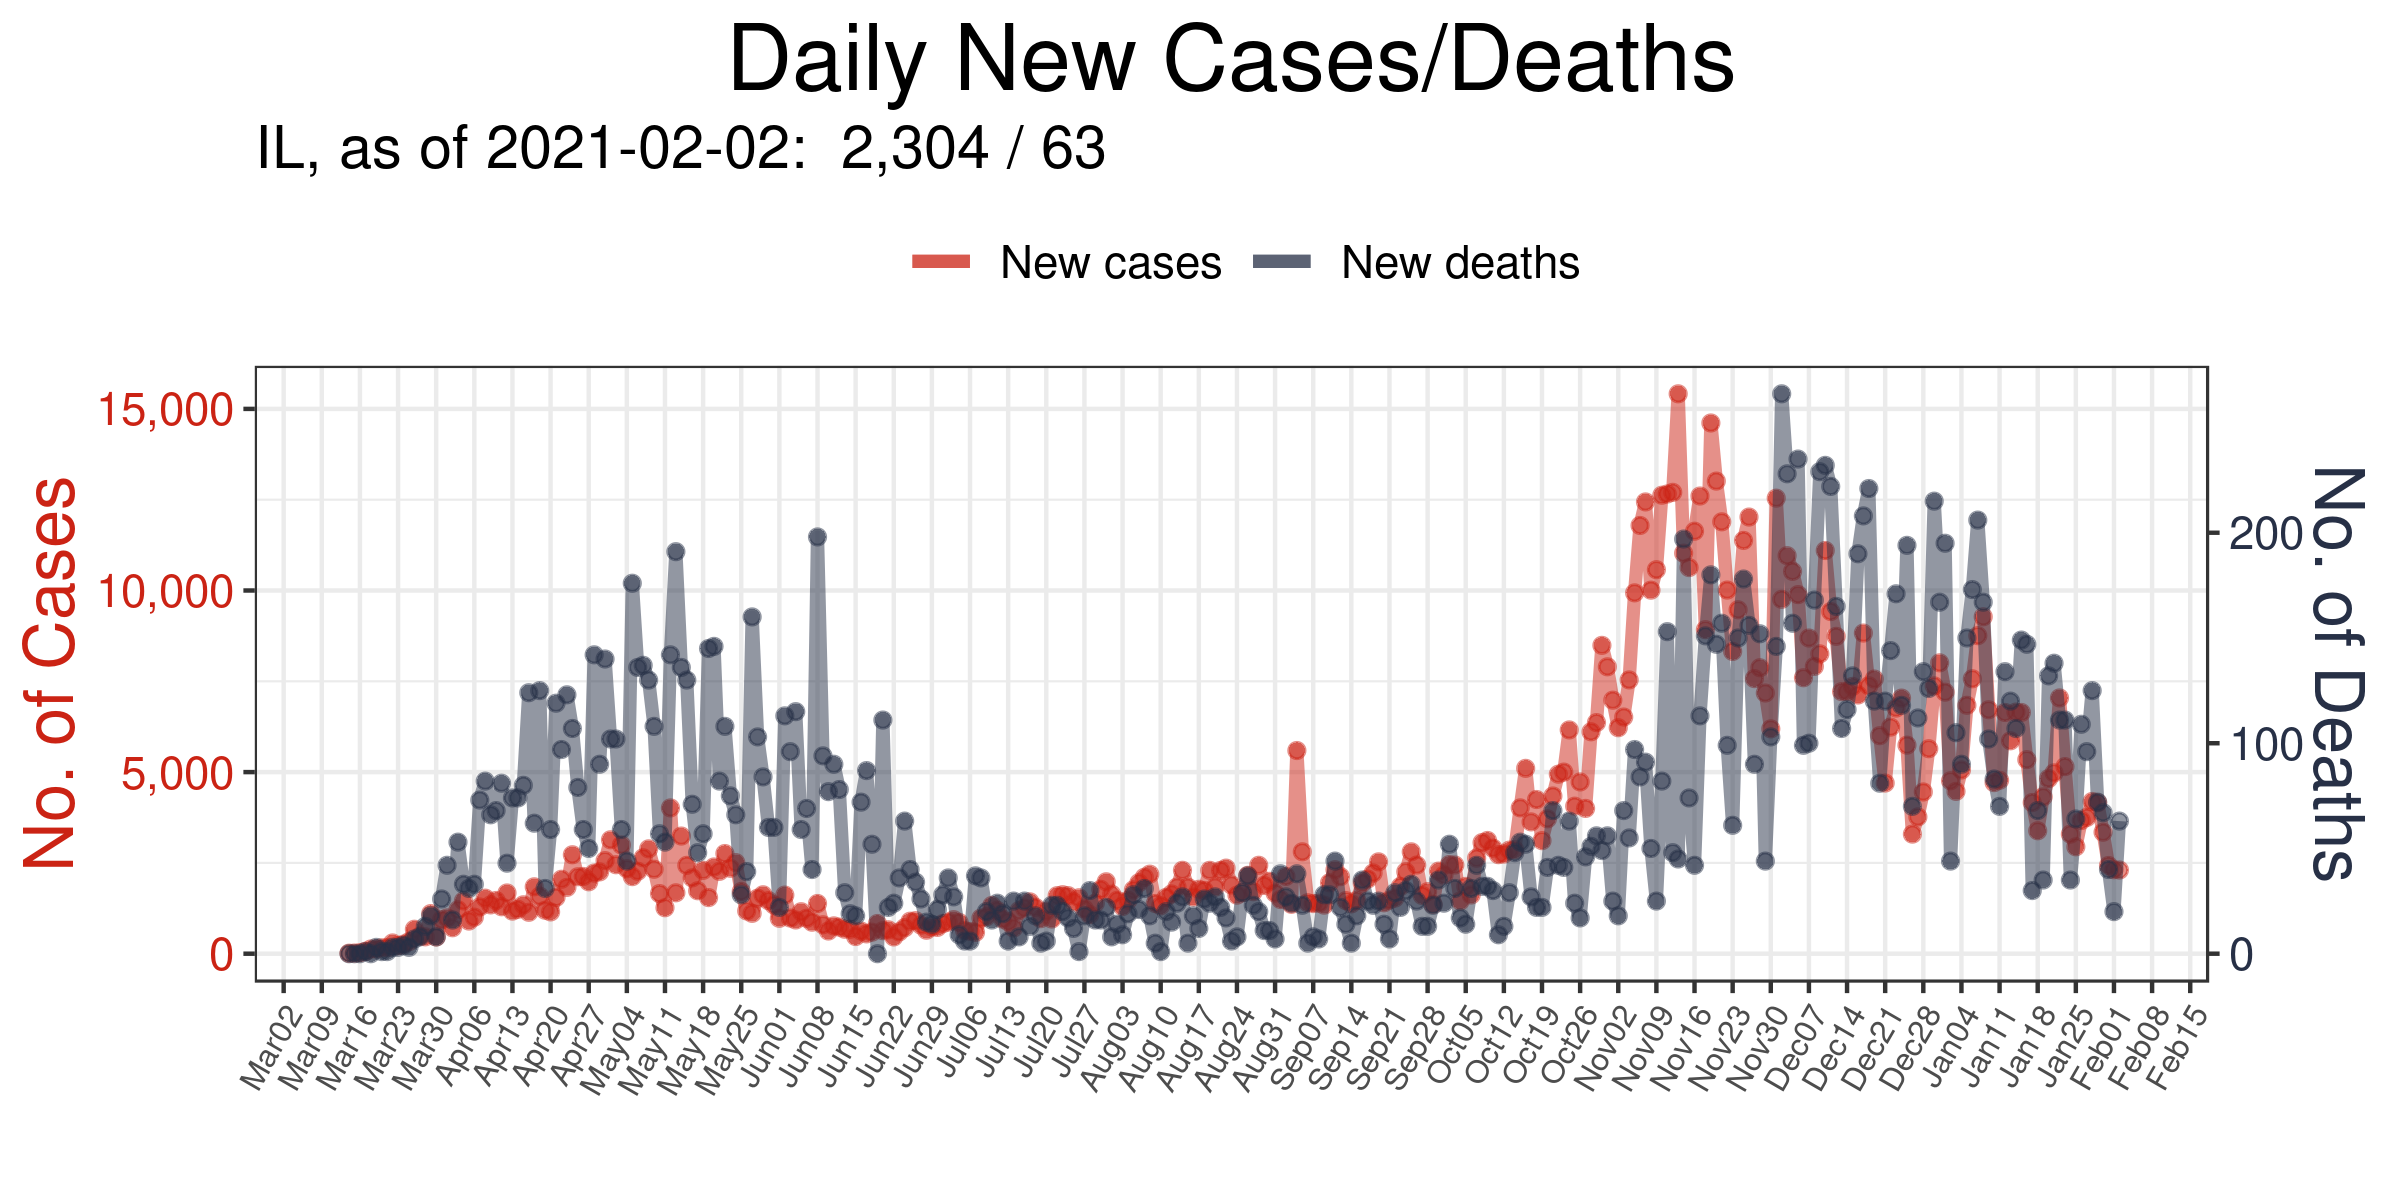 Daily New Cases/Deaths
IL, as of 2021-02-02:  2,304 / 63
New cases New deaths
No. of Cases
15,000
10,000
5,000
0
200
100
0
No. of Deaths
Mar02 Mar09 Mar16 Mar23 Mar30 Apr06 Apr13 Apr20 Apr27 May04 May11 May18 May25 Jun01 Jun08 Jun15 Jun22 Jun29 Jul06 Jul13 Jul20 Jul27 Aug03 Aug10 Aug17 Aug24 Aug31 Sep07 Sep14 Sep21 Sep28 Oct05 Oct12 Oct19 Oct26 Nov02 Nov09 Nov16 Nov23 Nov30 Dec07 Dec14 Dec21 Dec28 Jan04 Jan11 Jan18 Jan25 Feb01 Feb08 Feb15